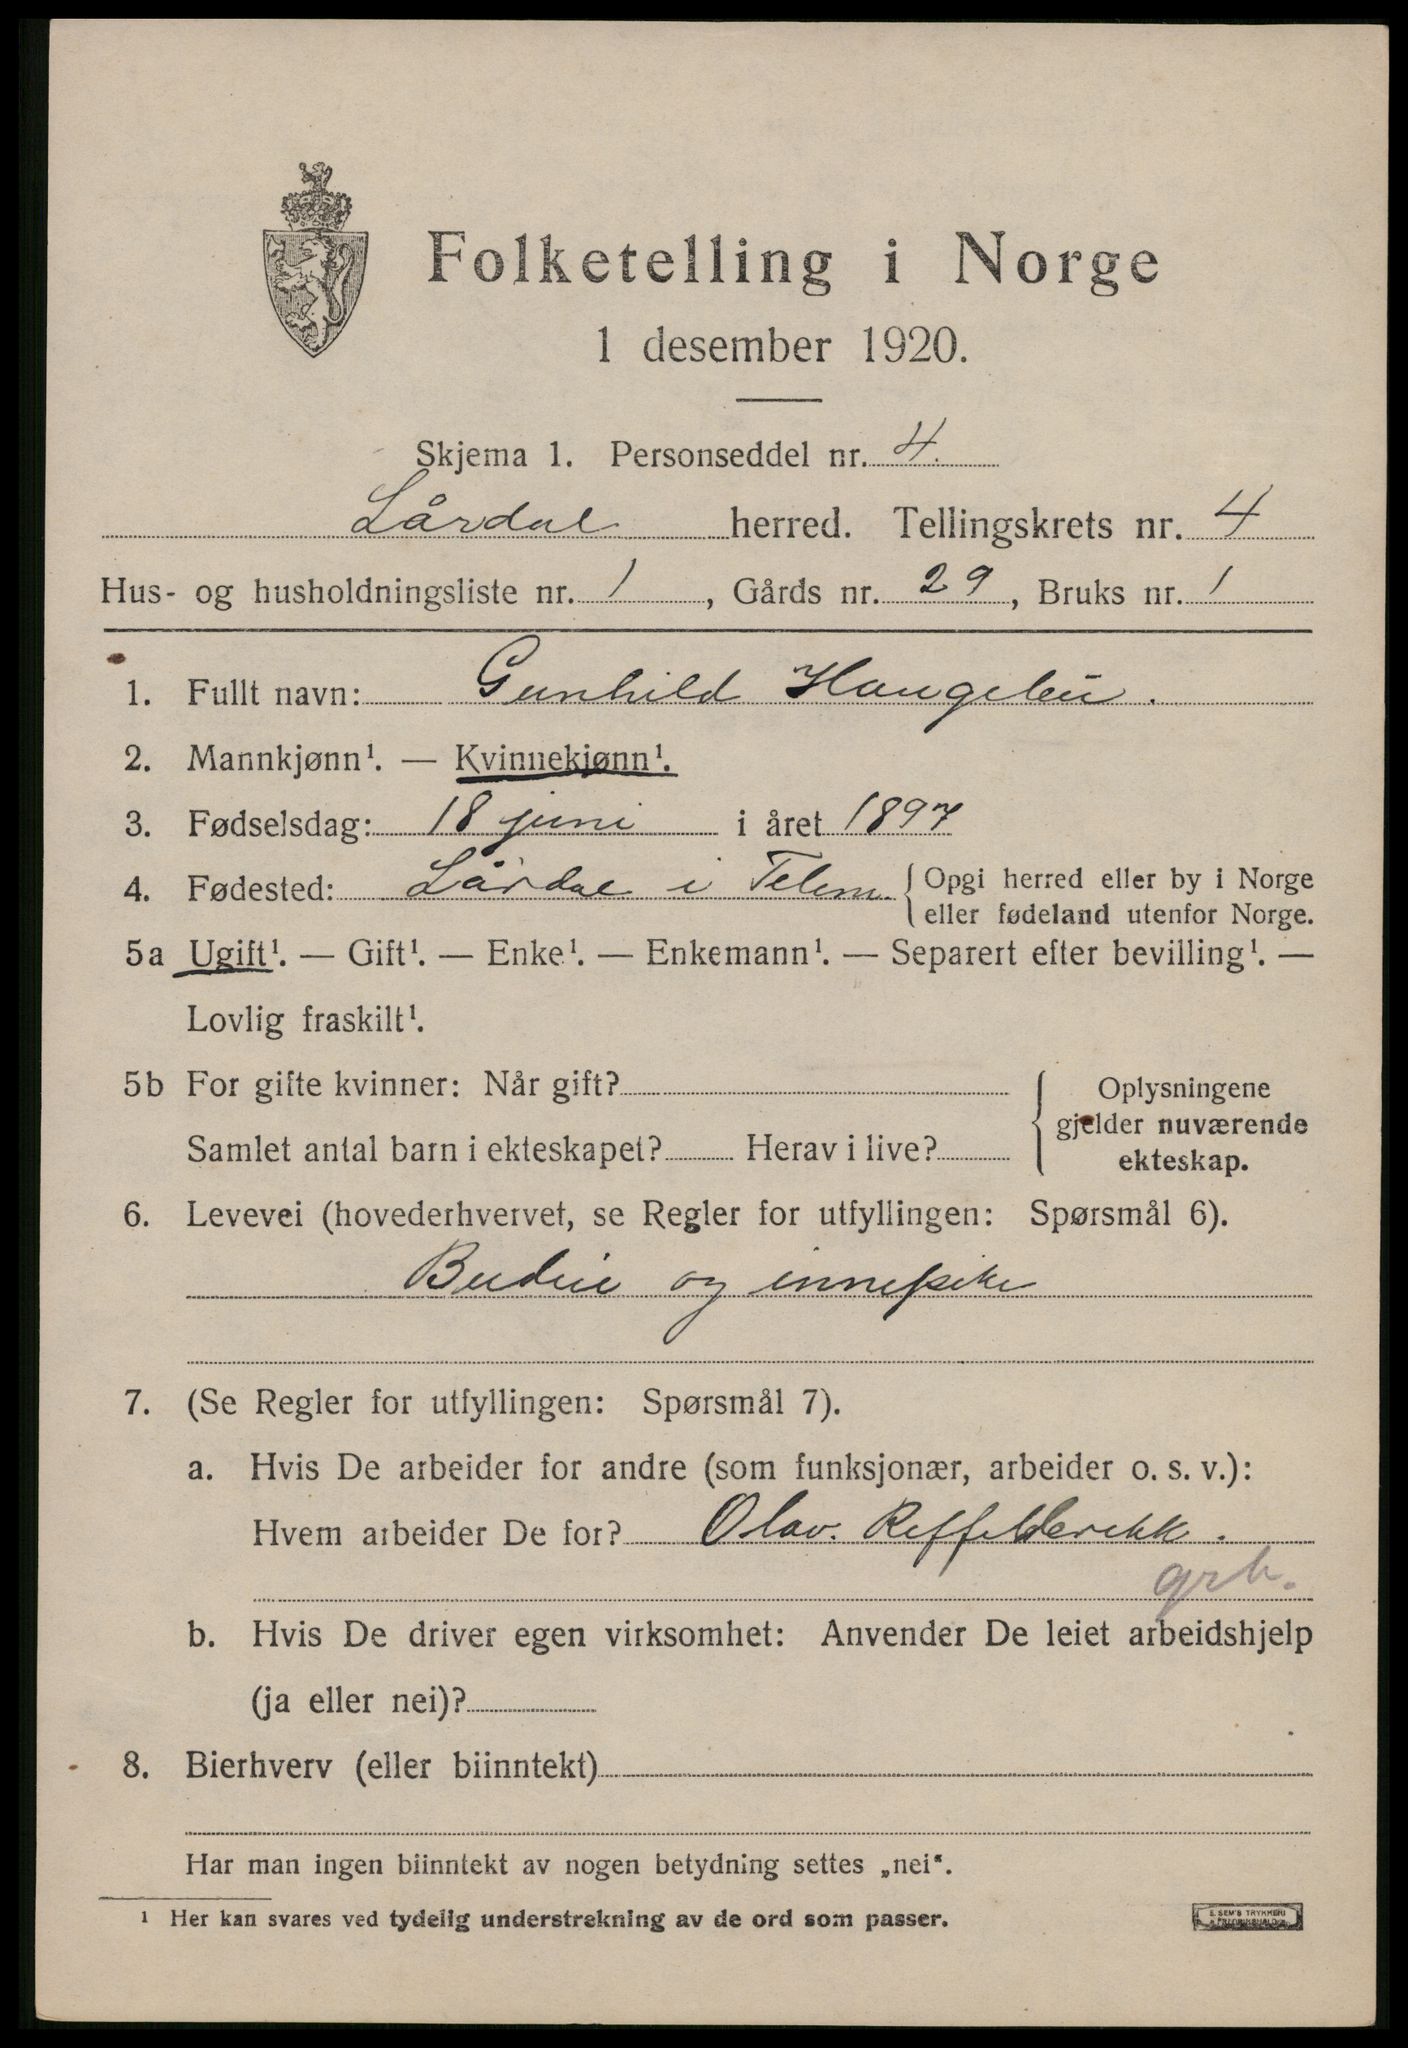 Folketelling i Norge
1 desember 1920.
Skjema 1. Personseddel nr. 4.
Lårdal herred. Tellingskrets nr. 4
Hus- og husholdningsliste nr. 1, Gårds nr. 29, Bruks nr. 1
1. Fullt navn: Gunhild Haugeleu.
2. Mannkjønn¹. — Kvinnekjønn¹.
3. Fødselsdag: 18 juni i året 1897
4. Fødested: Lårdal i Telem. { Opgi herred eller by i Norge
eller fødeland utenfor Norge.
5a Ugift¹. — Gift¹. — Enke¹. — Enkemann¹. — Separert efter bevilling¹. —
Lovlig fraskilt¹.
5b For gifte kvinner: Når gift?
Samlet antal barn i ekteskapet? Herav i live?
Oplysningene
gjelder nuværende
ekteskap.
6. Levevei (hovederhvervet, se Regler for utfyllingen: Spørsmål 6).
Budeie og innepike
7. (Se Regler for utfyllingen: Spørsmål 7).
a. Hvis De arbeider for andre (som funksjonær, arbeider o. s. v.):
Hvem arbeider De for? Olav.
grb.
b. Hvis De driver egen virksomhet: Anvender De leiet arbeidshjelp
(ja eller nei)?
8. Bierhverv (eller biinntekt)
Har man ingen biinntekt av nogen betydning settes „nei“.
¹ Her kan svares ved tydelig understrekning av de ord som passer.
E. SEM'S TRYKKERI
FREDRIKSHALD